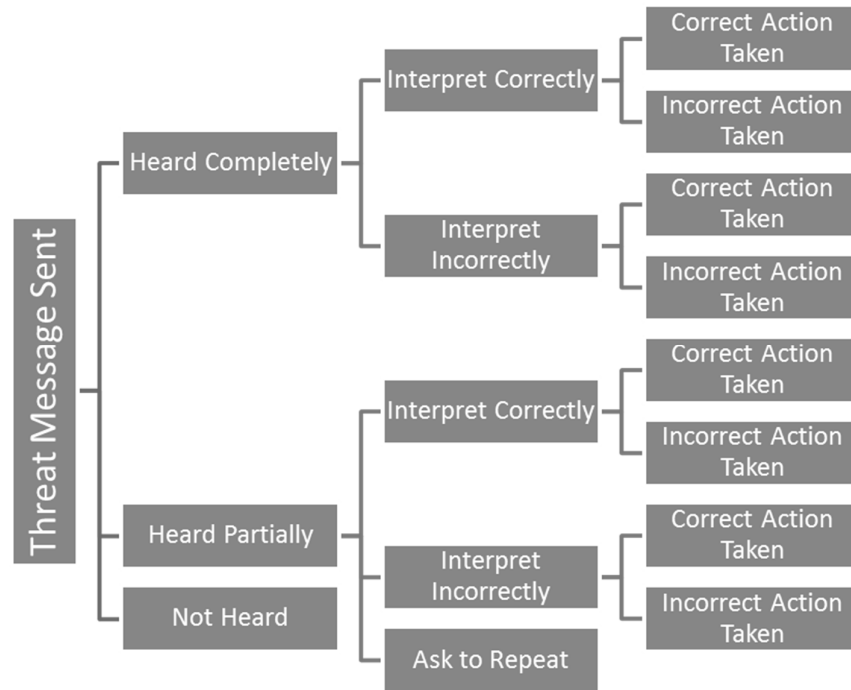 Threat Message Sent
Heard Completely
Interpret Correctly
Correct Action
Taken
Incorrect Action
Taken
Interpret
Incorrectly
Correct Action
Taken
Incorrect Action
Taken
Heard Partially
Interpret Correctly
Correct Action
Taken
Incorrect Action
Taken
Interpret
Incorrectly
Correct Action
Taken
Incorrect Action
Taken
Ask to Repeat
Not Heard